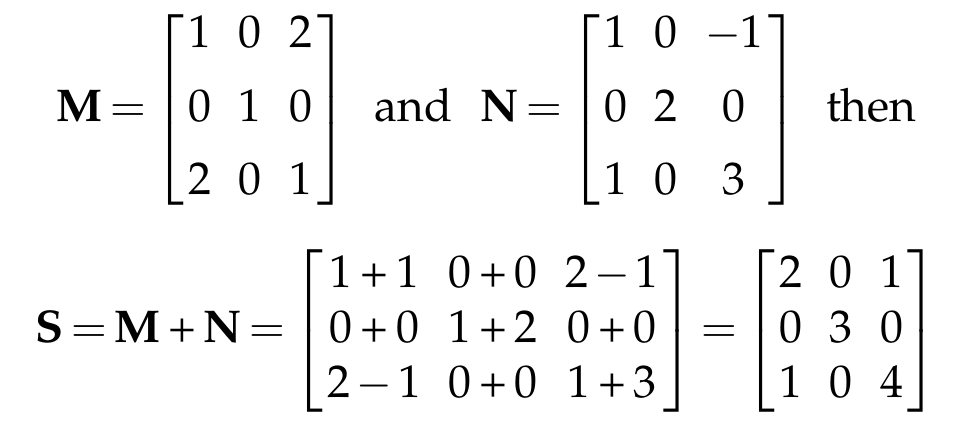 M = [1 0 2; 0 1 0; 2 0 1] and N = [1 0 −1; 0 2 0; 1 0 3] then
S = M + N = [1+1 0+0 2−1; 0+0 1+2 0+0; 2−1 0+0 1+3] = [2 0 1; 0 3 0; 1 0 4]